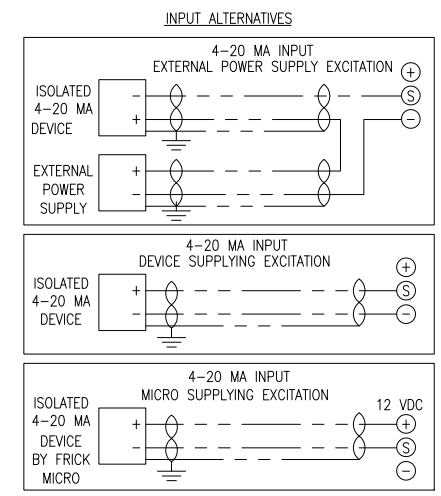 INPUT ALTERNATIVES
4-20 MA INPUT
EXTERNAL POWER SUPPLY EXCITATION
+
ISOLATED
4-20 MA
DEVICE
-
+
S
-
EXTERNAL
POWER
SUPPLY
+
-
4-20 MA INPUT
DEVICE SUPPLYING EXCITATION
+
ISOLATED
4-20 MA
DEVICE
+
-
S
-
4-20 MA INPUT
MICRO SUPPLYING EXCITATION
12 VDC
ISOLATED
4-20 MA
DEVICE
BY FRICK
MICRO
+
-
+
S
-